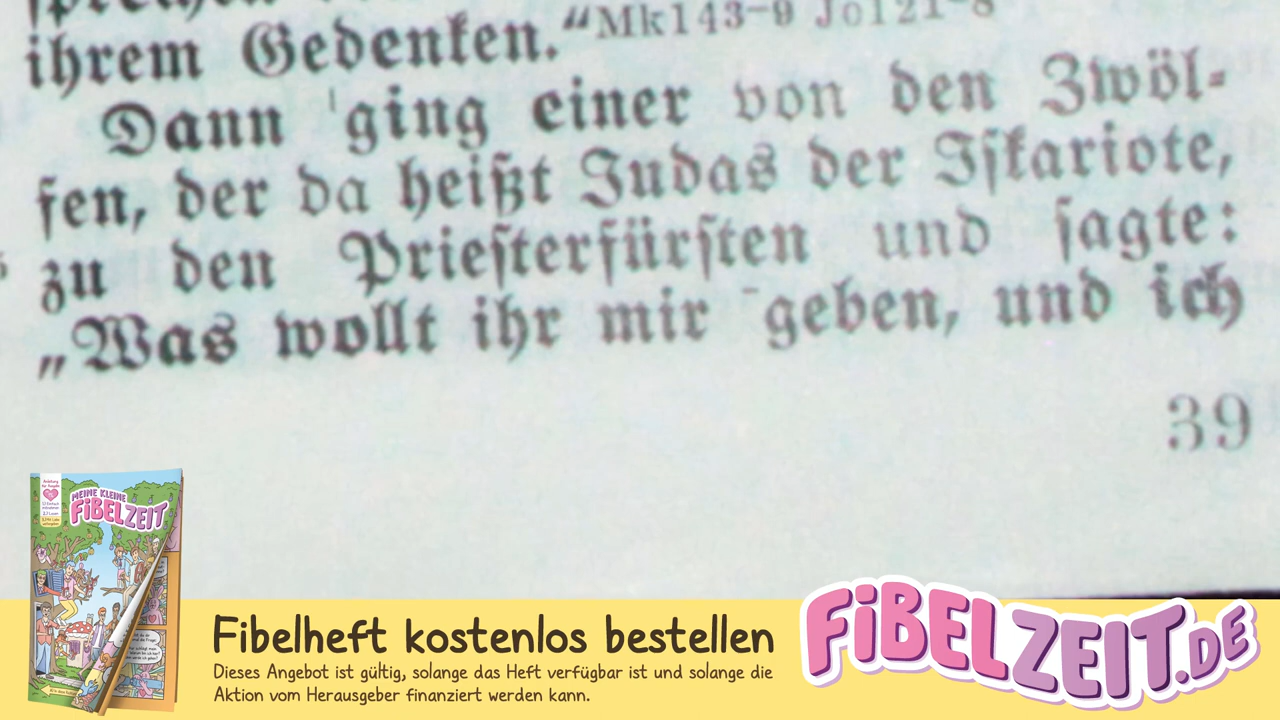 sprechen
ihrem Gedenken.“ Mk143-9 Jo121-8
Dann ˈging einer von den Zwöl-
fen, der da heißt Judas der Iskariote,
zu den Priesterfürsten und sagte:
„Was wollt ihr mir ¯geben, und ich
39
MEINE KLEINE
FiBELZEIT
Fibelheft kostenlos bestellen
Dieses Angebot ist gültig, solange das Heft verfügbar ist und solange die
Aktion vom Herausgeber finanziert werden kann.
FiBELZEIT.DE